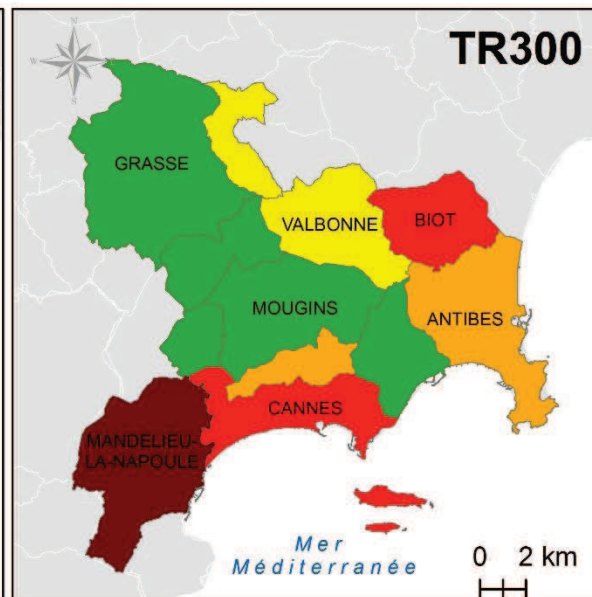 TR300
N
W
E
S
GRASSE
VALBONNE
BIOT
MOUGINS
ANTIBES
CANNES
MANDELIEU-
LA-NAPOULE
Mer
Méditerranée
0 2 km